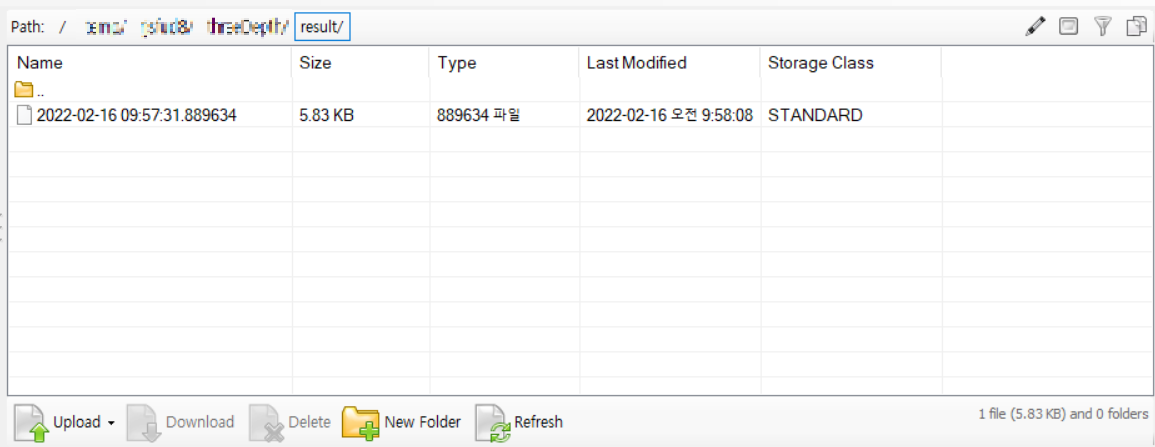 Path: / threeDepth/ result/
Name Size Type Last Modified Storage Class
..
2022-02-16 09:57:31.889634 5.83 KB 889634 파일 2022-02-16 오전 9:58:08 STANDARD
Upload Download Delete New Folder Refresh 1 file (5.83 KB) and 0 folders